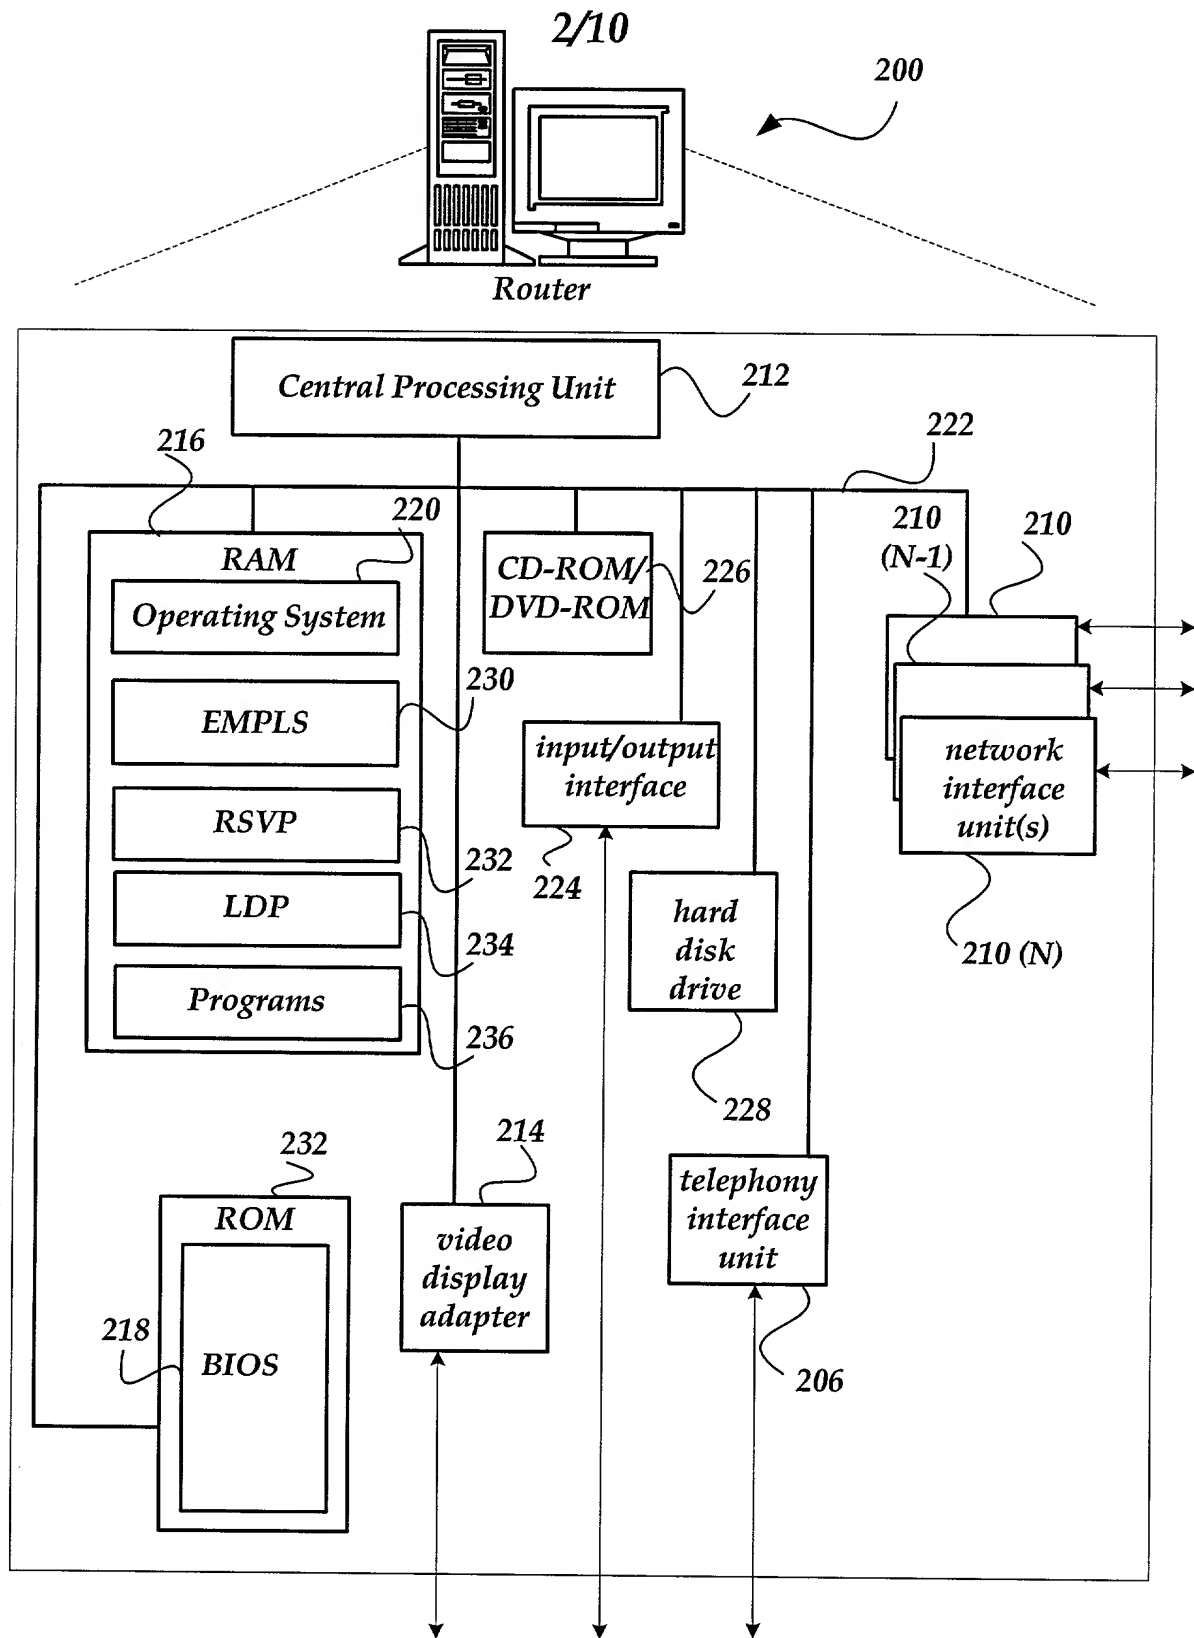 2/10
200
Router
Central Processing Unit
212
216
222
220
210
(N-1)
210
RAM
Operating System
CD-ROM/
DVD-ROM
226
EMPLS
230
input/output
interface
224
network
interface
unit(s)
210 (N)
RSVP
232
LDP
234
hard
disk
drive
228
Programs
236
232
ROM
218
BIOS
214
video
display
adapter
telephony
interface
unit
206